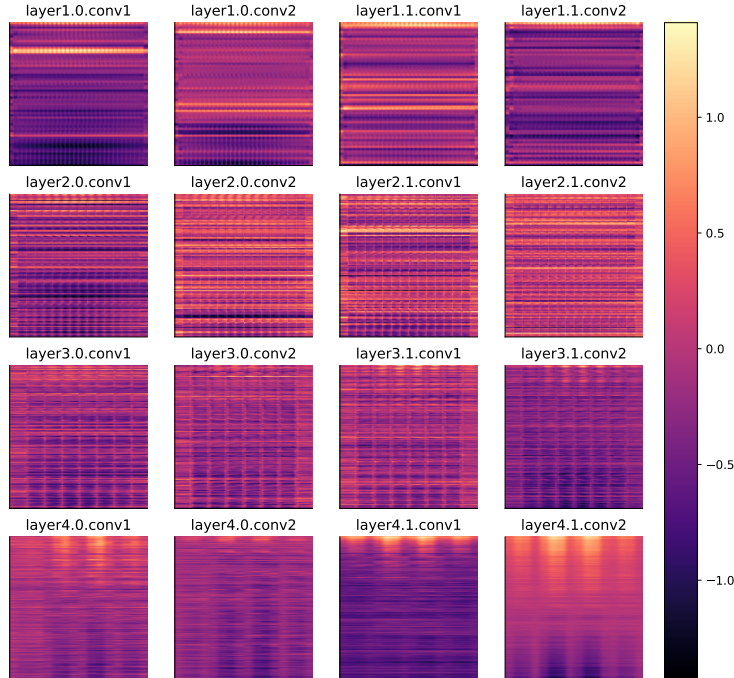 layer1.0.conv1 layer1.0.conv2 layer1.1.conv1 layer1.1.conv2
layer2.0.conv1 layer2.0.conv2 layer2.1.conv1 layer2.1.conv2
layer3.0.conv1 layer3.0.conv2 layer3.1.conv1 layer3.1.conv2
layer4.0.conv1 layer4.0.conv2 layer4.1.conv1 layer4.1.conv2
1.0
0.5
0.0
−0.5
−1.0